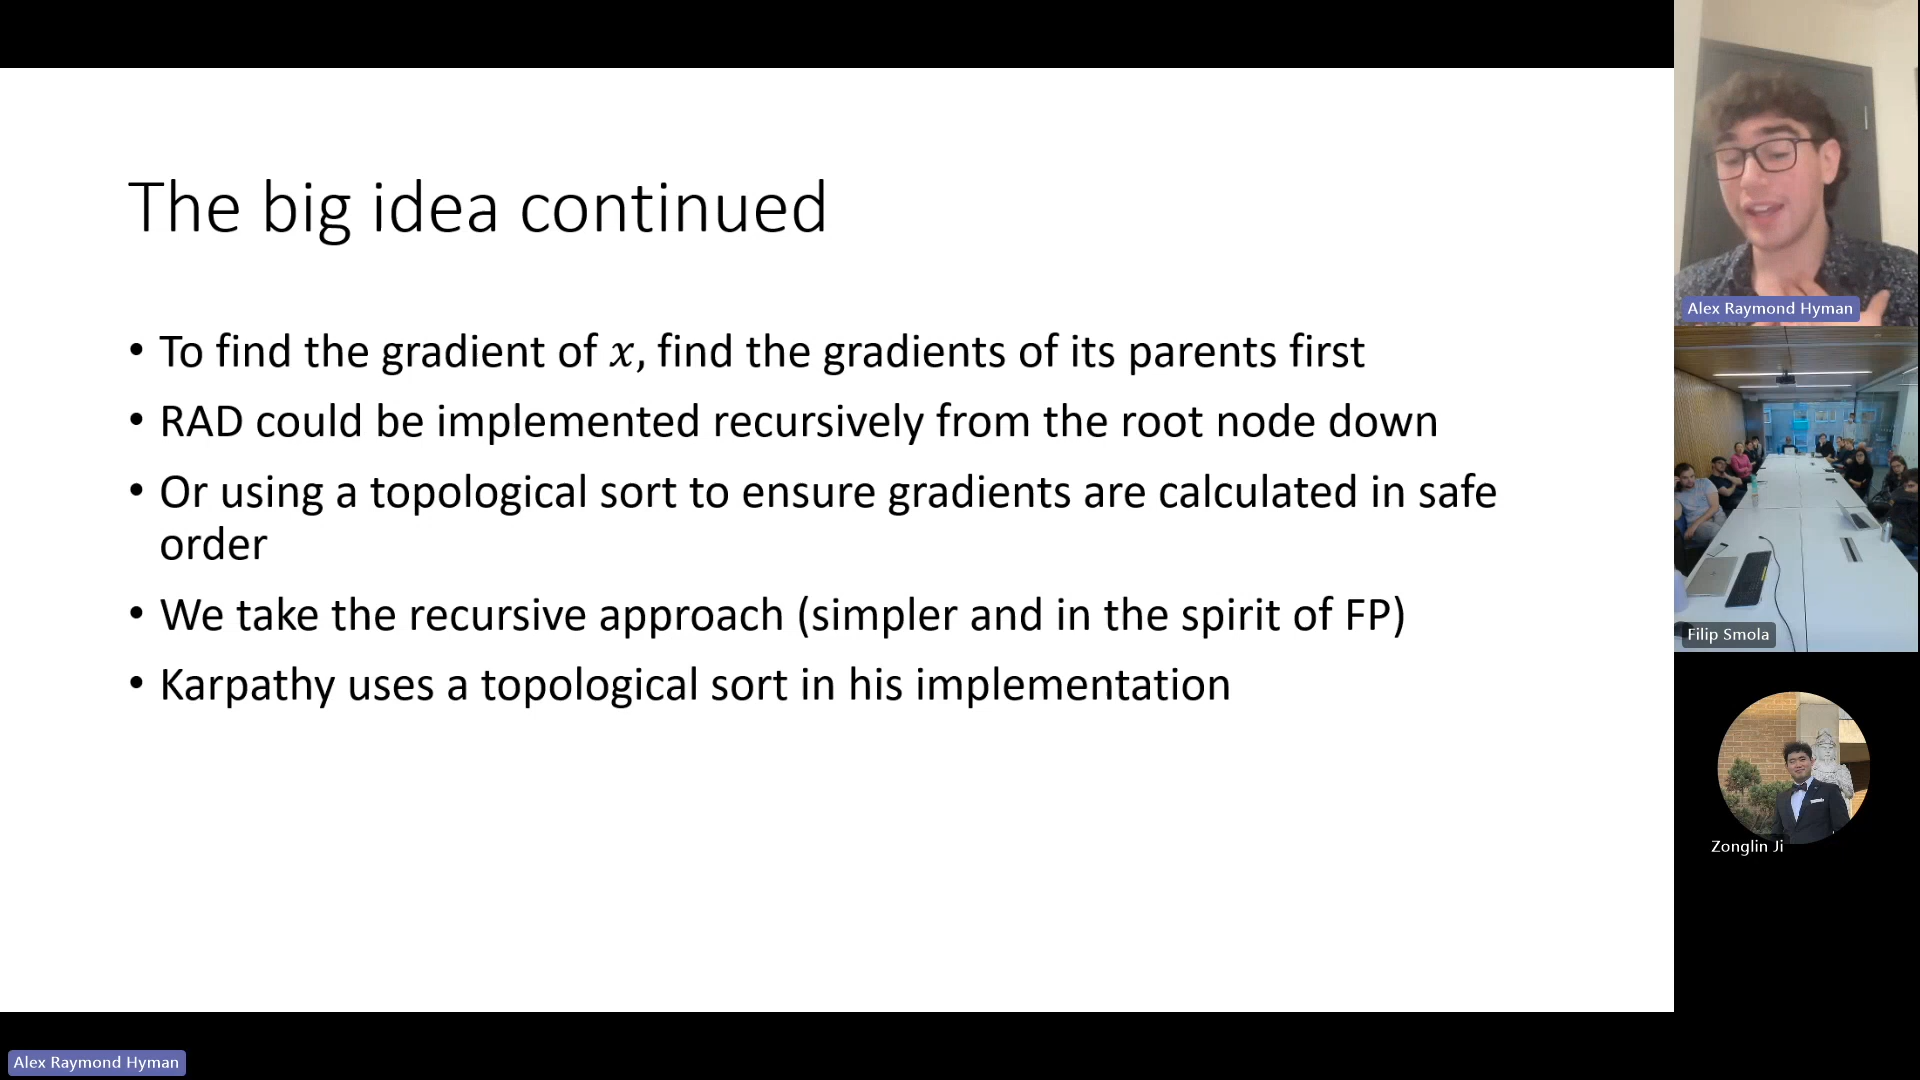 The big idea continued
• To find the gradient of x, find the gradients of its parents first
• RAD could be implemented recursively from the root node down
• Or using a topological sort to ensure gradients are calculated in safe
order
• We take the recursive approach (simpler and in the spirit of FP)
• Karpathy uses a topological sort in his implementation
Alex Raymond Hyman
Filip Smola
Zonglin Ji
Alex Raymond Hyman